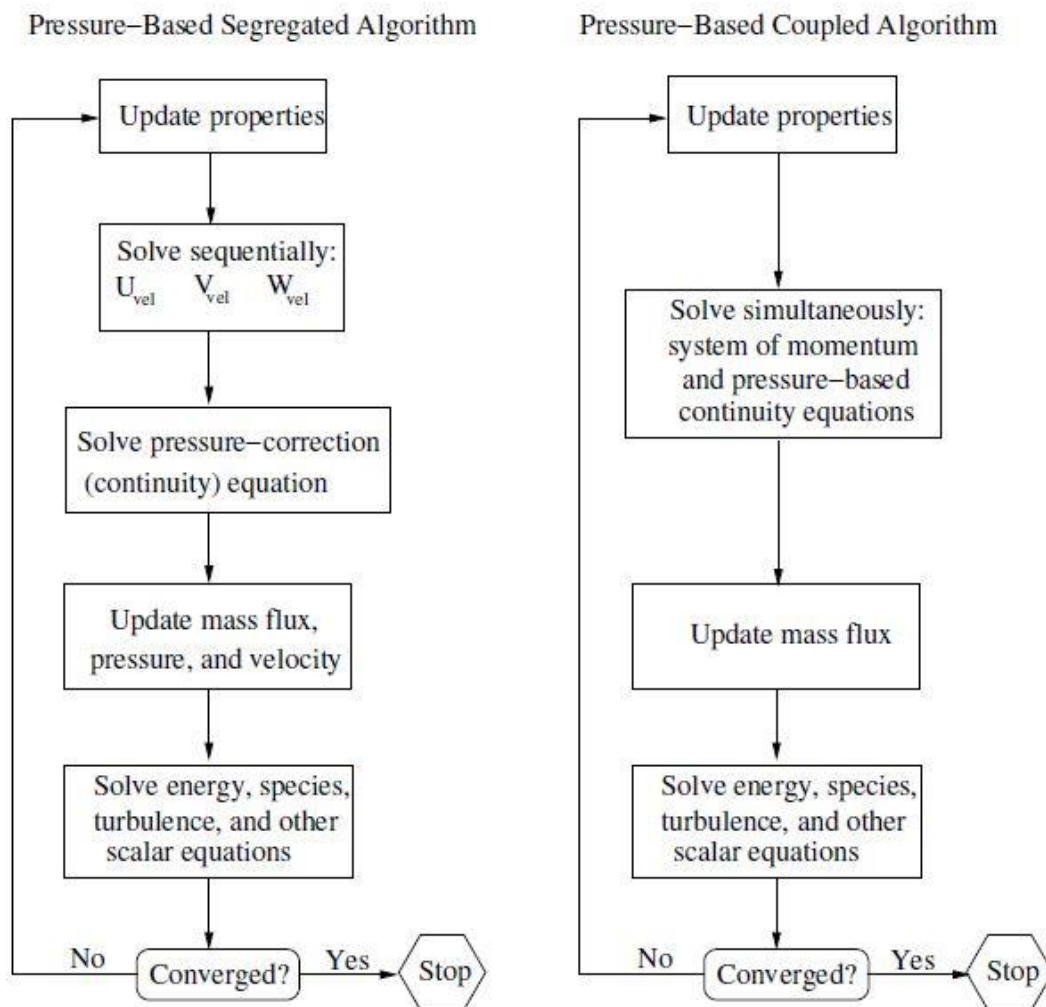 Pressure−Based Segregated Algorithm
Update properties
Solve sequentially:
Uvel Vvel Wvel
Solve pressure−correction
(continuity) equation
Update mass flux,
pressure, and velocity
Solve energy, species,
turbulence, and other
scalar equations
No
Converged?
Yes
Stop
Pressure−Based Coupled Algorithm
Update properties
Solve simultaneously:
system of momentum
and pressure−based
continuity equations
Update mass flux
Solve energy, species,
turbulence, and other
scalar equations
No
Converged?
Yes
Stop